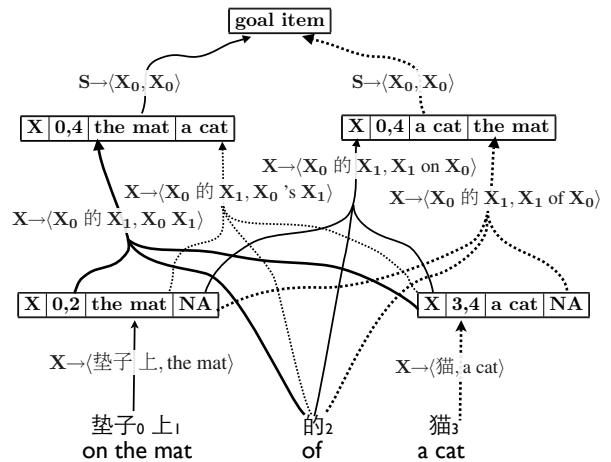 goal item
S→⟨X₀, X₀⟩ S→⟨X₀, X₀⟩
X 0,4 the mat a cat X 0,4 a cat the mat
X→⟨X₀ 的 X₁, X₁ on X₀⟩
X→⟨X₀ 的 X₁, X₀ 's X₁⟩ X→⟨X₀ 的 X₁, X₁ of X₀⟩
X→⟨X₀ 的 X₁, X₀ X₁⟩
X 0,2 the mat NA X 3,4 a cat NA
X→⟨垫子 上, the mat⟩ X→⟨猫, a cat⟩
垫子₀ 上₁ 的₂ 猫₃
on the mat of a cat